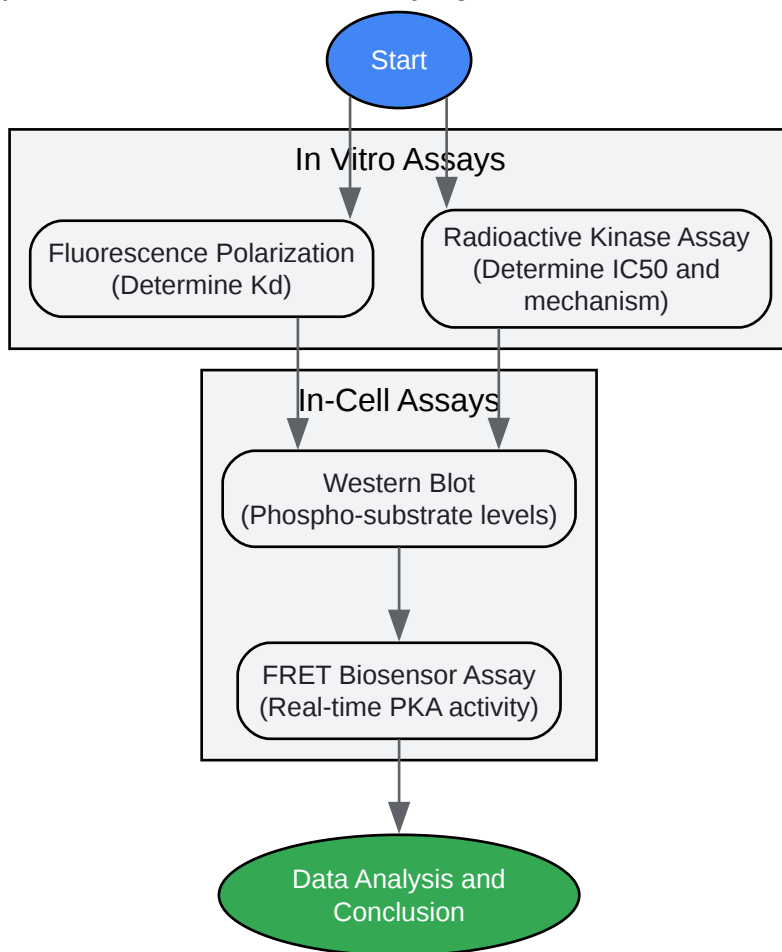 Start
In Vitro Assays
Fluorescence Polarization
(Determine Kd)
Radioactive Kinase Assay
(Determine IC50 and
mechanism)
In-Cell Assays
Western Blot
(Phospho-substrate levels)
FRET Biosensor Assay
(Real-time PKA activity)
Data Analysis and
Conclusion